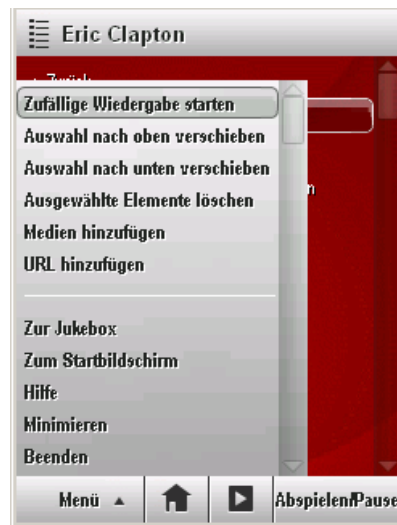 Eric Clapton
Zufällige Wiedergabe starten
Auswahl nach oben verschieben
Auswahl nach unten verschieben
Ausgewählte Elemente löschen
Medien hinzufügen
URL hinzufügen
Zur Jukebox
Zum Startbildschirm
Hilfe
Minimieren
Beenden
Menü
Abspielen/Pause